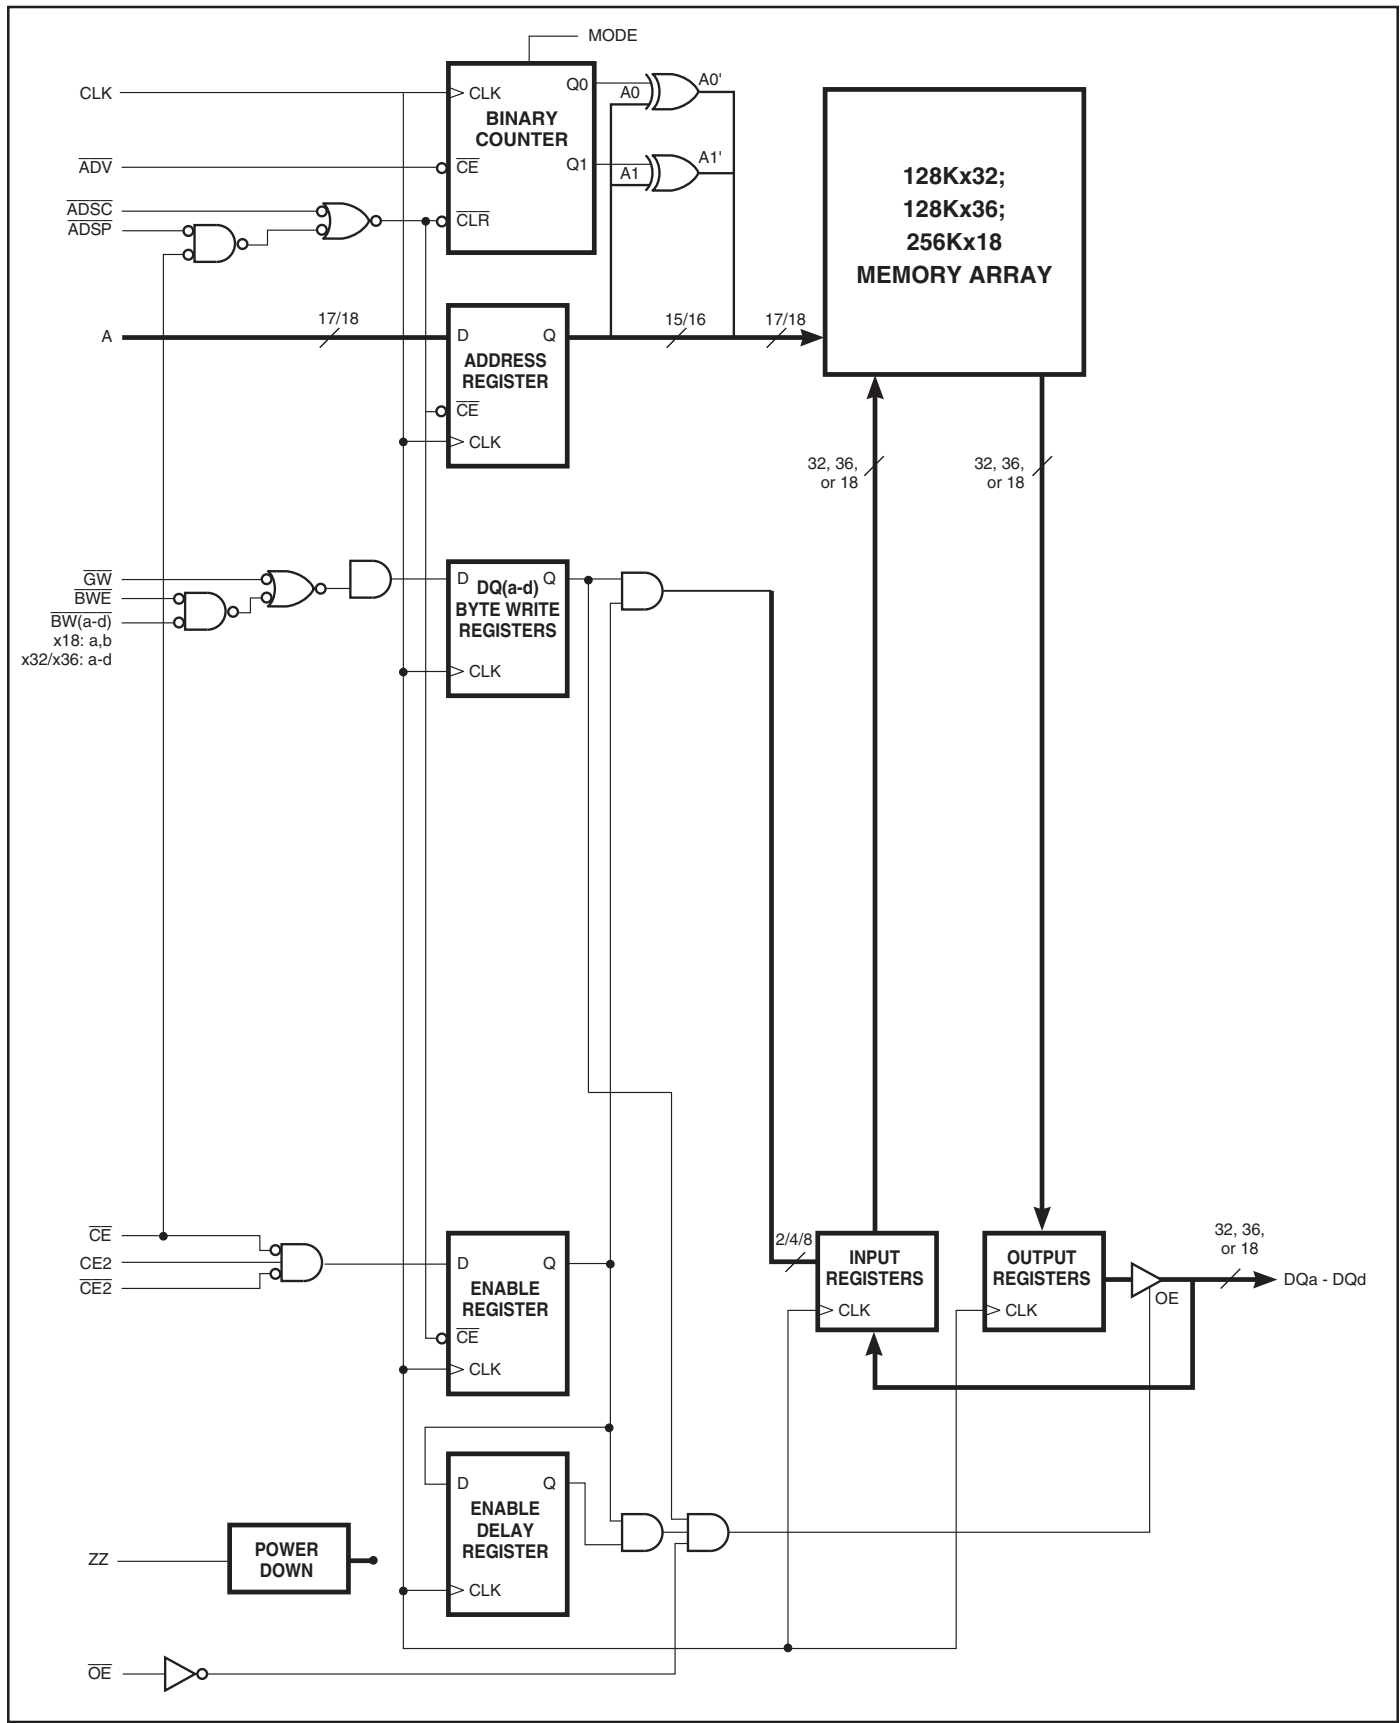 MODE
CLK
CLK
Q0
A0
A0'
BINARY
COUNTER
ADV
CE
Q1
A1
A1'
ADSC
ADSP
CLR
128Kx32;
128Kx36;
256Kx18
MEMORY ARRAY
A
17/18
D
Q
15/16
17/18
ADDRESS
REGISTER
CE
CLK
32, 36,
or 18
32, 36,
or 18
GW
BWE
BW(a-d)
x18: a,b
x32/x36: a-d
D
Q
DQ(a-d)
BYTE WRITE
REGISTERS
CLK
CE
CE2
CE2
D
Q
ENABLE
REGISTER
CE
CLK
2/4/8
INPUT
REGISTERS
CLK
OUTPUT
REGISTERS
CLK
OE
32, 36,
or 18
DQa - DQd
D
Q
ENABLE
DELAY
REGISTER
CLK
ZZ
POWER
DOWN
OE